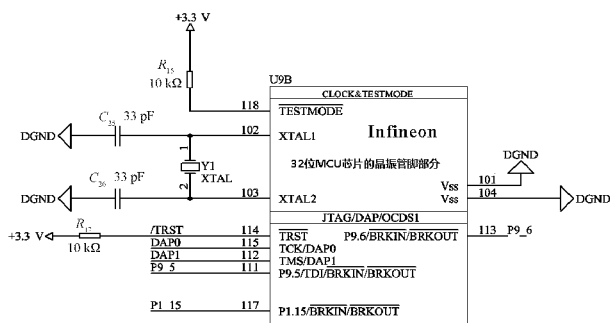 +3.3 V
R15
10 kΩ
U9B
CLOCK&TESTMODE
118
TESTMODE
C25 33 pF
DGND
102
XTAL1
Infineon
1
Y1
XTAL
2
32位MCU芯片的晶振管脚部分
DGND
101
Vss
C26 33 pF
DGND
103
XTAL2
104
Vss
DGND
JTAG/DAP/OCDS1
+3.3 V
R17
10 kΩ
/TRST
114
TRST
P9.6/BRKIN/BRKOUT
113
P9_6
DAP0
115
TCK/DAP0
DAP1
112
TMS/DAP1
P9_5
111
P9.5/TDI/BRKIN/BRKOUT
P1_15
117
P1.15/BRKIN/BRKOUT